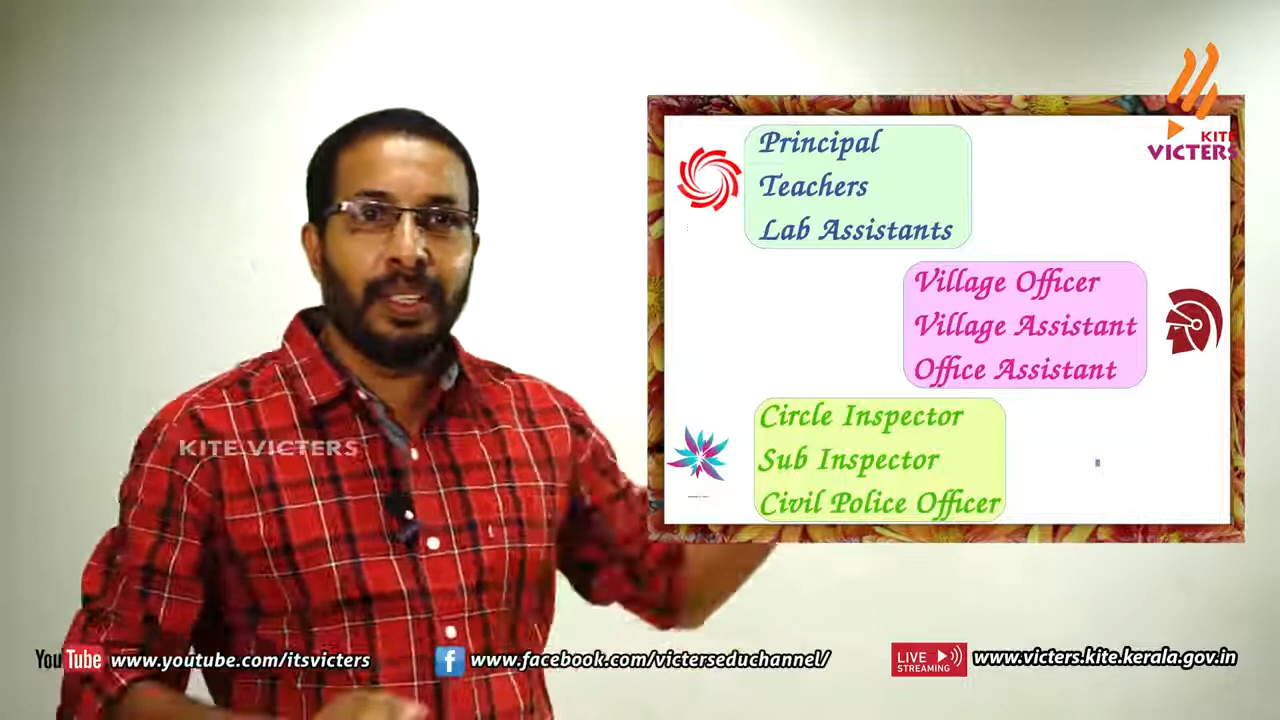 KITE
VICTERS
Principal
Teachers
Lab Assistants
Village Officer
Village Assistant
Office Assistant
Circle Inspector
Sub Inspector
Civil Police Officer
KITE VICTERS
YouTube www.youtube.com/itsvicters
f www.facebook.com/victerseduchannel/
LIVE STREAMING www.victers.kite.kerala.gov.in